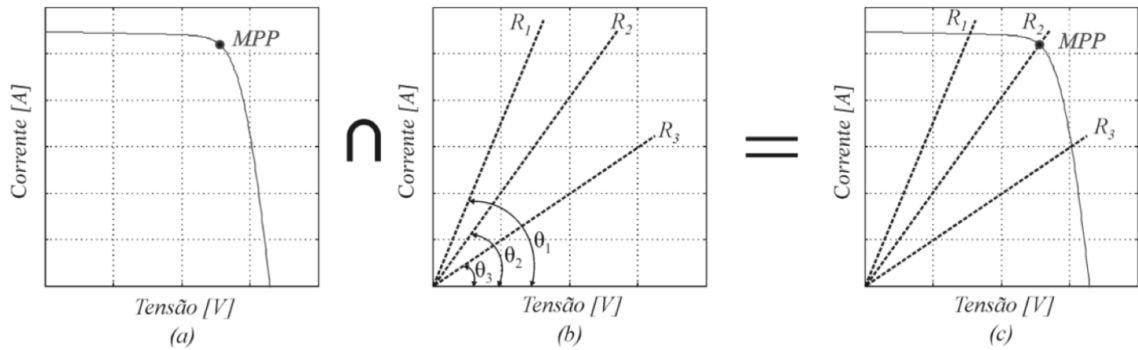 MPP
Corrente [A]
Tensão [V]
(a)
∩
R1
R2
R3
θ1
θ2
θ3
Corrente [A]
Tensão [V]
(b)
=
R1
R2
MPP
R3
Corrente [A]
Tensão [V]
(c)